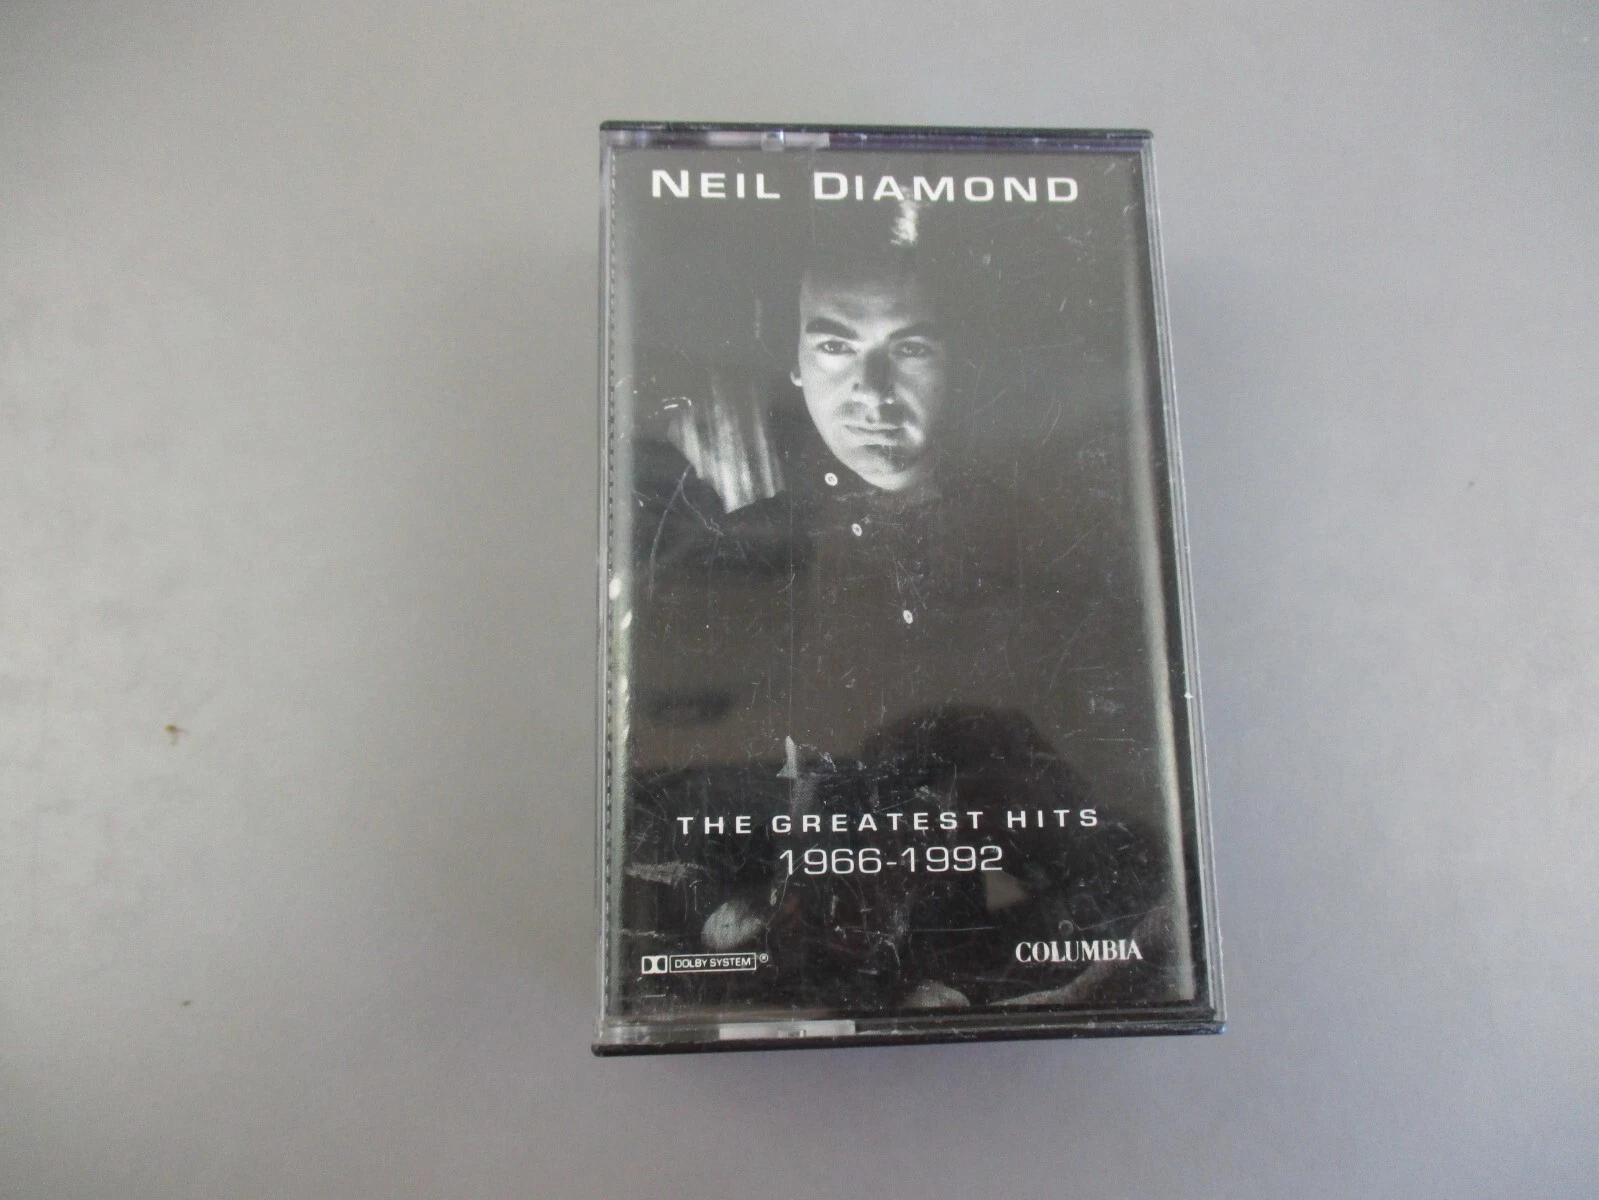 NEIL DIAMOND
THE GREATEST HITS
1966-1992
DOLBY SYSTEM ®
COLUMBIA